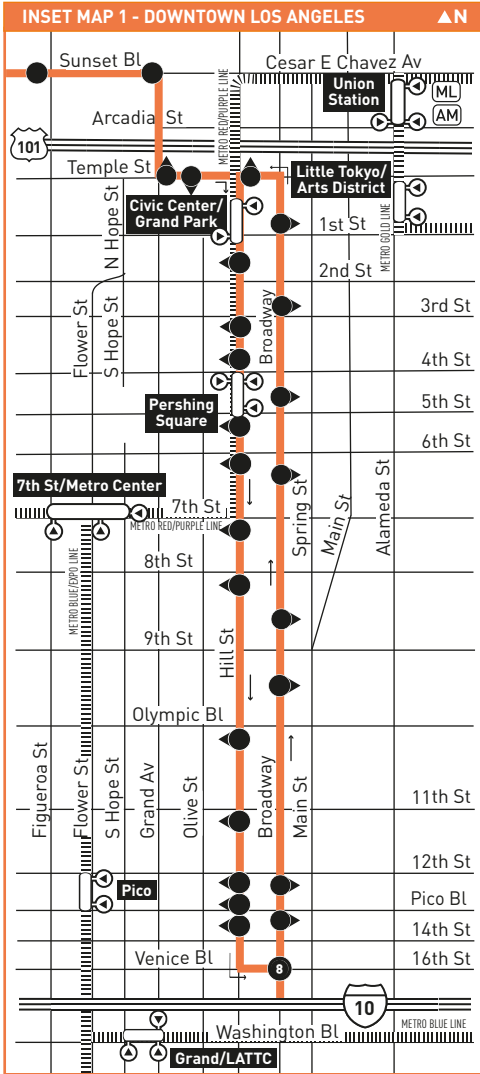 INSET MAP 1 - DOWNTOWN LOS ANGELES
▲N
Sunset Bl
Cesar E Chavez Av
Union
Station
ML
AM
METRO RED/PURPLE LINE
Arcadia St
101
Temple St
Little Tokyo/
Arts District
Civic Center/
Grand Park
N Hope St
1st St
METRO GOLD LINE
2nd St
Flower St
S Hope St
Broadway
3rd St
4th St
Pershing
Square
5th St
6th St
7th St/Metro Center
7th St
METRO RED/PURPLE LINE
Spring St
Main St
Alameda St
METRO BLUE/EXPO LINE
8th St
9th St
Hill St
Olympic Bl
Figueroa St
Flower St
S Hope St
Grand Av
Olive St
Broadway
Main St
11th St
12th St
Pico
Pico Bl
14th St
Venice Bl
8
16th St
10
Washington Bl
METRO BLUE LINE
Grand/LATTC